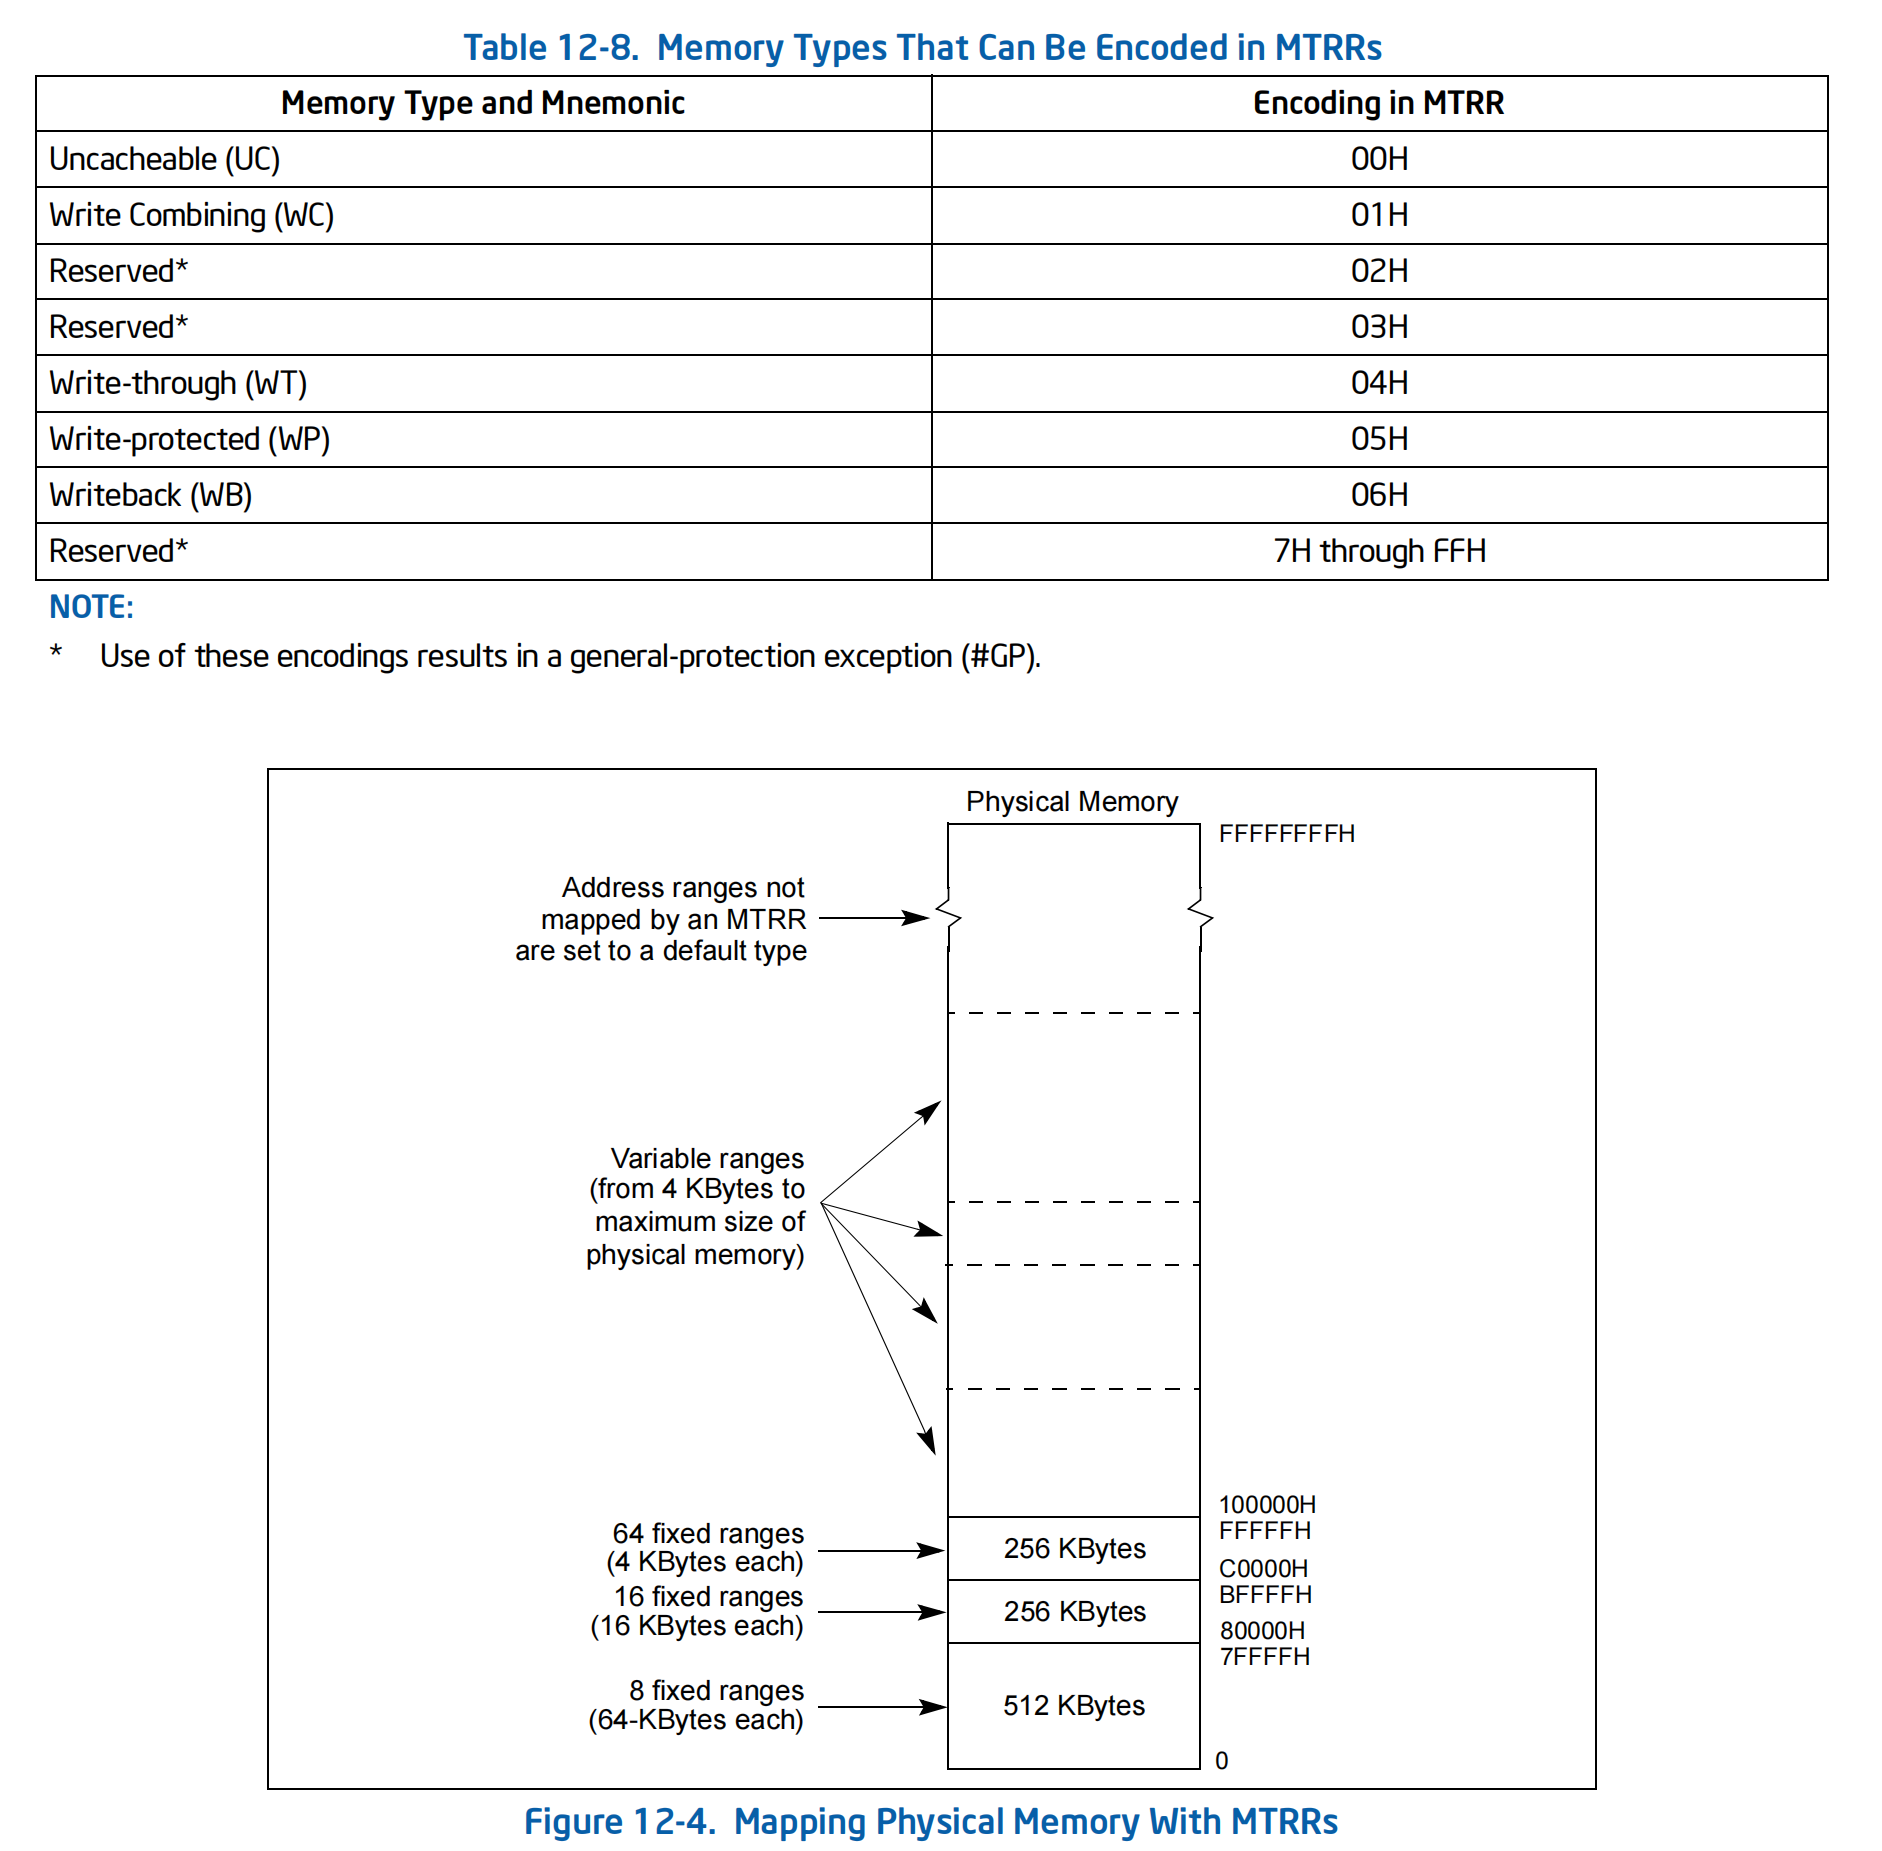 Table 12-8. Memory Types That Can Be Encoded in MTRRs
Memory Type and Mnemonic Encoding in MTRR
Uncacheable (UC) 00H
Write Combining (WC) 01H
Reserved* 02H
Reserved* 03H
Write-through (WT) 04H
Write-protected (WP) 05H
Writeback (WB) 06H
Reserved* 7H through FFH
NOTE:
* Use of these encodings results in a general-protection exception (#GP).
Physical Memory
FFFFFFFFH
Address ranges not
mapped by an MTRR
are set to a default type
Variable ranges
(from 4 KBytes to
maximum size of
physical memory)
100000H
64 fixed ranges
(4 KBytes each)
256 KBytes
FFFFFH
C0000H
16 fixed ranges
(16 KBytes each)
256 KBytes
BFFFFH
80000H
8 fixed ranges
(64-KBytes each)
512 KBytes
7FFFFH
0
Figure 12-4. Mapping Physical Memory With MTRRs